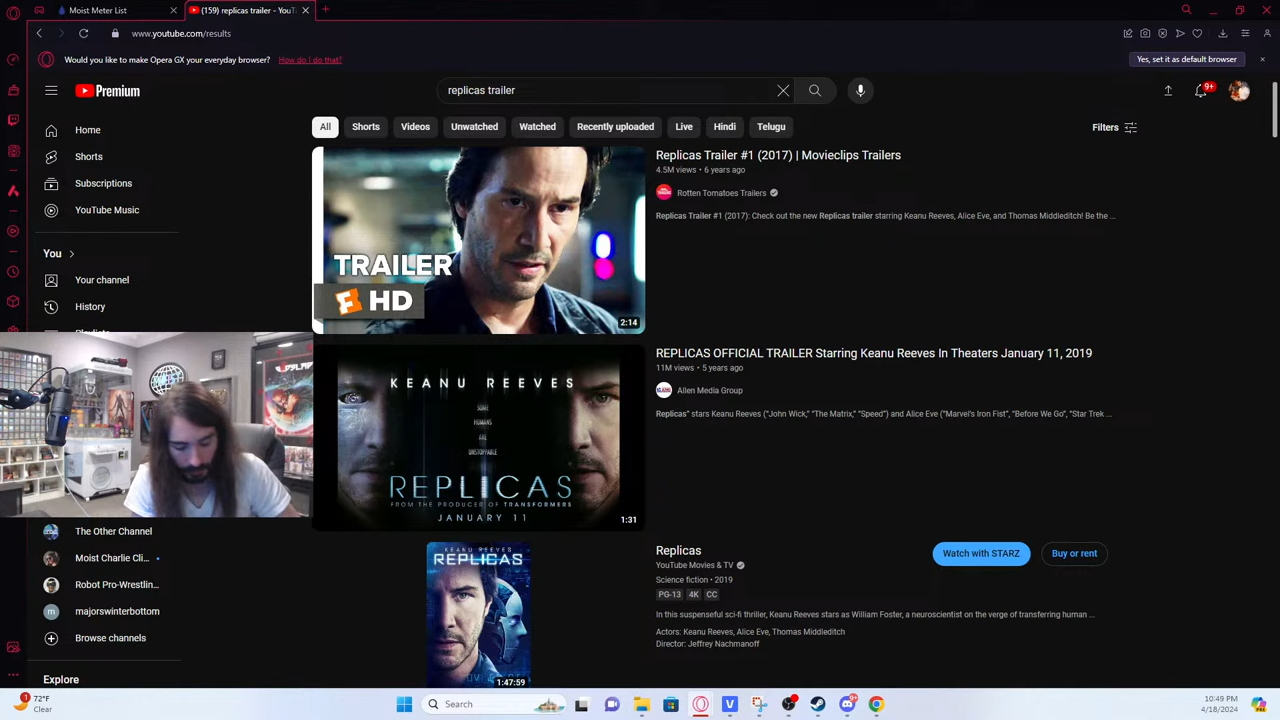 Moist Meter List
(159) replicas trailer - YouT
www.youtube.com/results
Would you like to make Opera GX your everyday browser?
How do I do that?
Yes, set it as default browser
Premium
replicas trailer
9+
Home
Shorts
Subscriptions
YouTube Music
You
Your channel
History
All
Shorts
Videos
Unwatched
Watched
Recently uploaded
Live
Hindi
Telugu
Filters
TRAILER
HD
2:14
Replicas Trailer #1 (2017) | Movieclips Trailers
4.5M views • 6 years ago
Rotten Tomatoes Trailers
Replicas Trailer #1 (2017): Check out the new Replicas trailer starring Keanu Reeves, Alice Eve, and Thomas Middleditch! Be the ...
KEANU REEVES
SOME
HUMANS
ARE
UNSTOPPABLE
REPLICAS
FROM THE PRODUCER OF TRANSFORMERS
JANUARY 11
1:31
REPLICAS OFFICIAL TRAILER Starring Keanu Reeves In Theaters January 11, 2019
11M views • 5 years ago
Allen Media Group
Replicas" stars Keanu Reeves ("John Wick," "The Matrix," "Speed") and Alice Eve ("Marvel's Iron Fist", "Before We Go", "Star Trek ...
The Other Channel
Moist Charlie Cli...
Robot Pro-Wrestlin...
majorswinterbottom
Browse channels
Explore
KEANU REEVES
REPLICAS
1:47:59
Replicas
YouTube Movies & TV
Science fiction • 2019
PG-13 4K CC
In this suspenseful sci-fi thriller, Keanu Reeves stars as William Foster, a neuroscientist on the verge of transferring human ...
Actors: Keanu Reeves, Alice Eve, Thomas Middleditch
Director: Jeffrey Nachmanoff
Watch with STARZ
Buy or rent
1
72°F
Clear
Search
9+
10:49 PM
4/18/2024